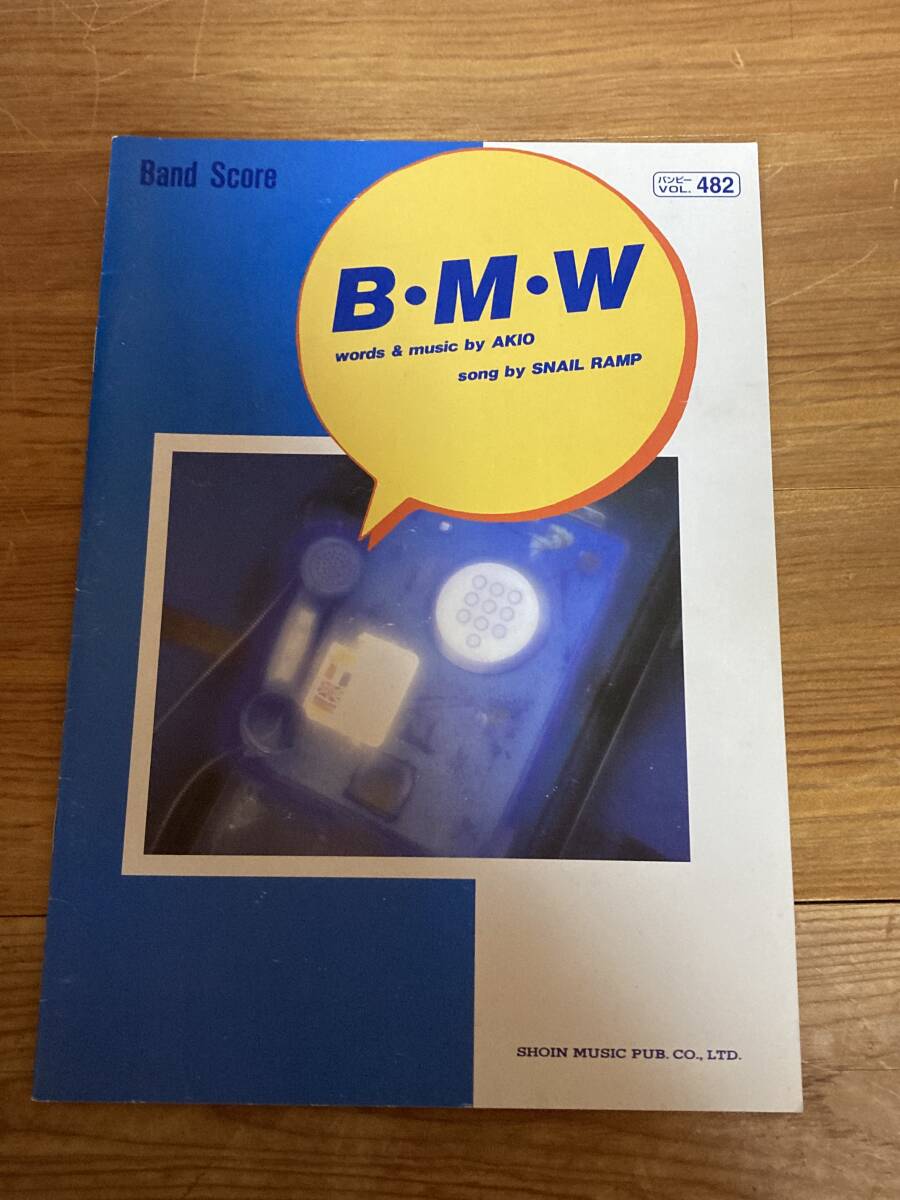 Band Score
バンビー
VOL. 482
B・M・W
words & music by AKIO
song by SNAIL RAMP
SHOIN MUSIC PUB. CO., LTD.